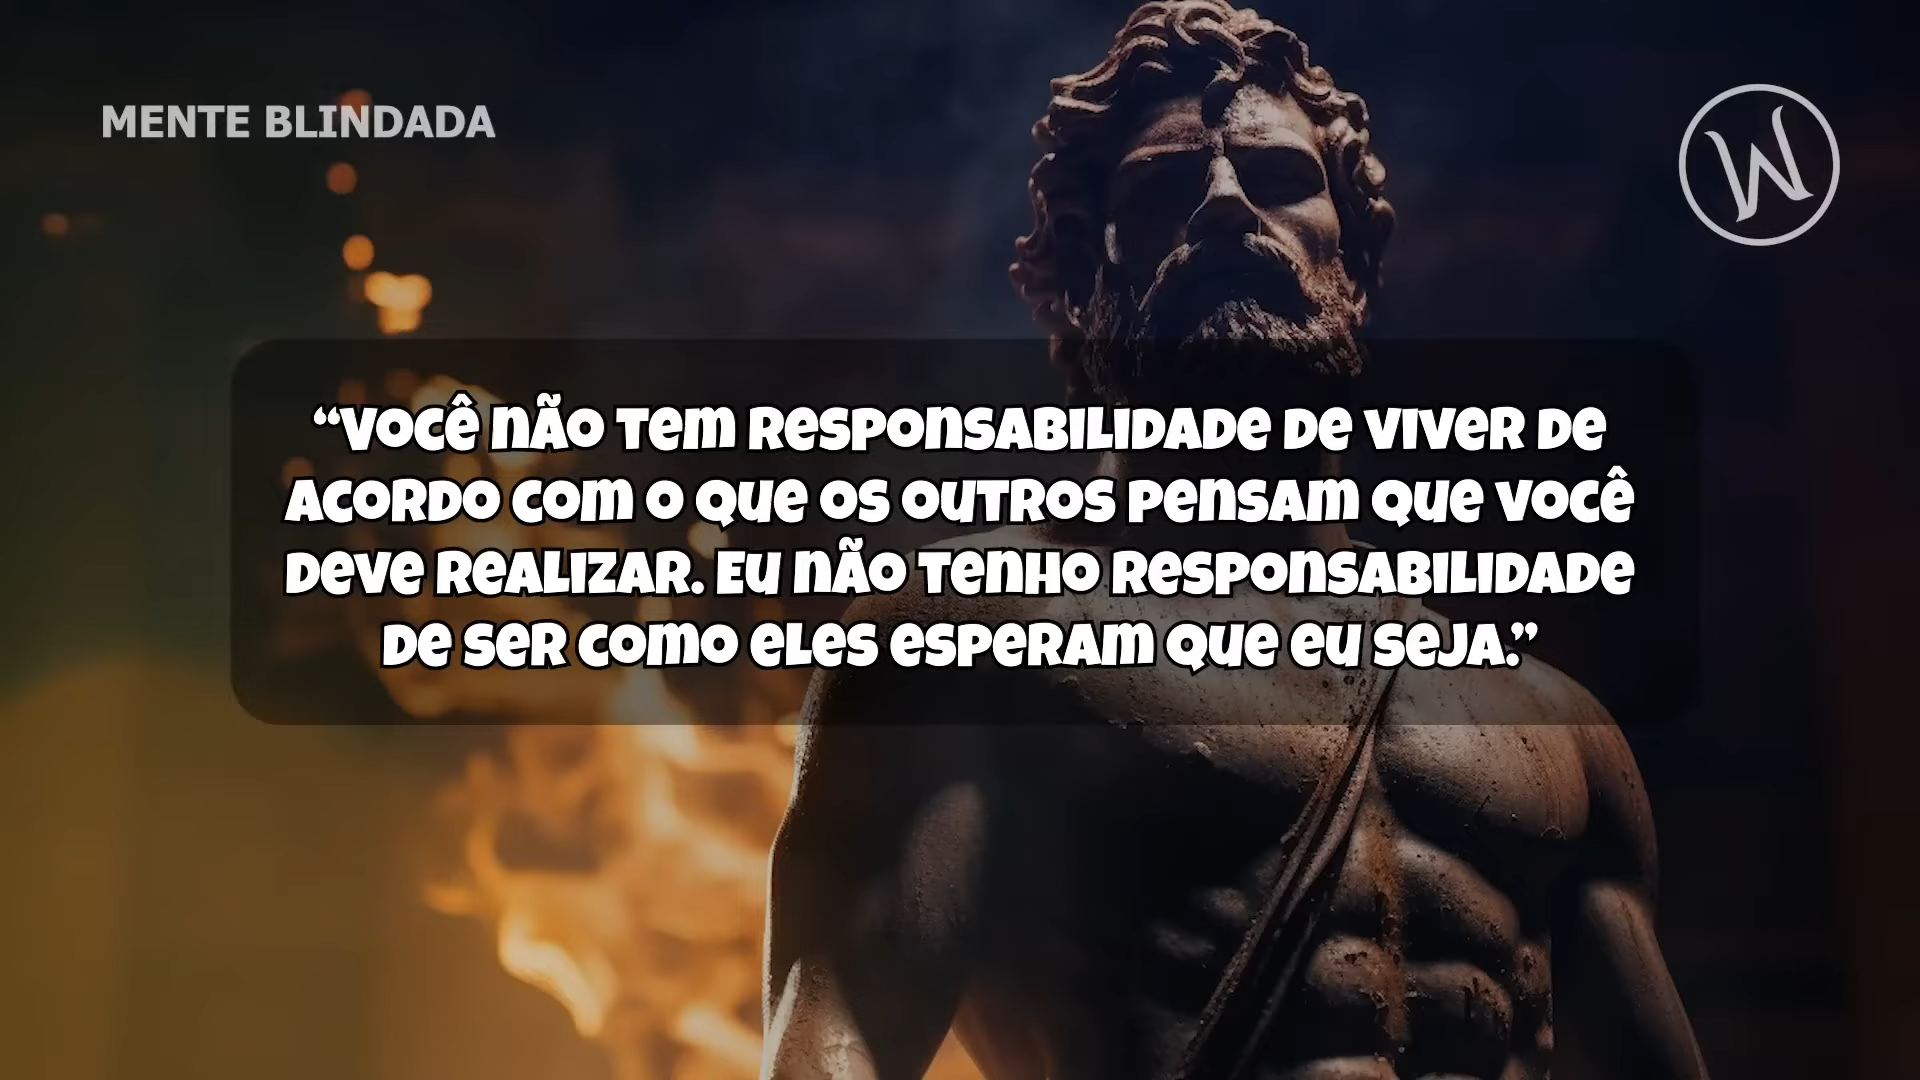 MENTE BLINDADA
W
“Você não tem responsabilidade de viver de
acordo com o que os outros pensam que você
deve realizar. Eu não tenho responsabilidade
de ser como eles esperam que eu seja.”